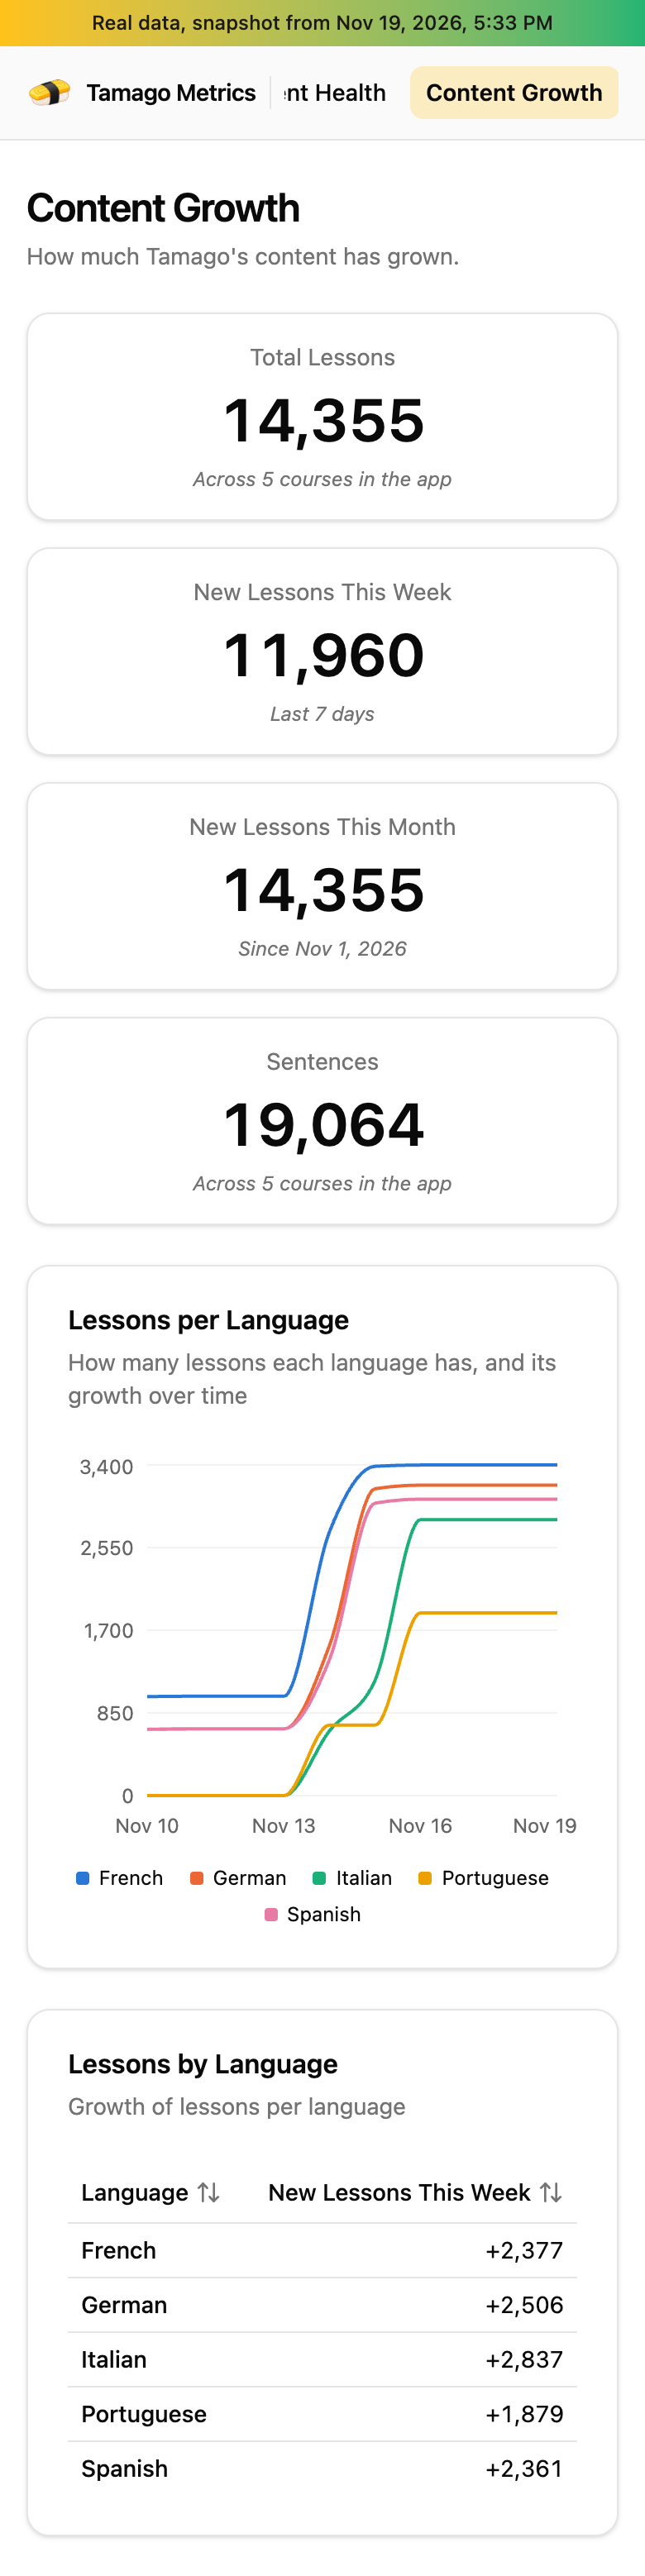 Real data, snapshot from Nov 19, 2026, 5:33 PM
Tamago Metrics
nt Health
Content Growth
Content Growth
How much Tamago's content has grown.
Total Lessons
14,355
Across 5 courses in the app
New Lessons This Week
11,960
Last 7 days
New Lessons This Month
14,355
Since Nov 1, 2026
Sentences
19,064
Across 5 courses in the app
Lessons per Language
How many lessons each language has, and its
growth over time
3,400
2,550
1,700
850
0
Nov 10 Nov 13 Nov 16 Nov 19
French German Italian Portuguese
Spanish
Lessons by Language
Growth of lessons per language
Language New Lessons This Week
French +2,377
German +2,506
Italian +2,837
Portuguese +1,879
Spanish +2,361